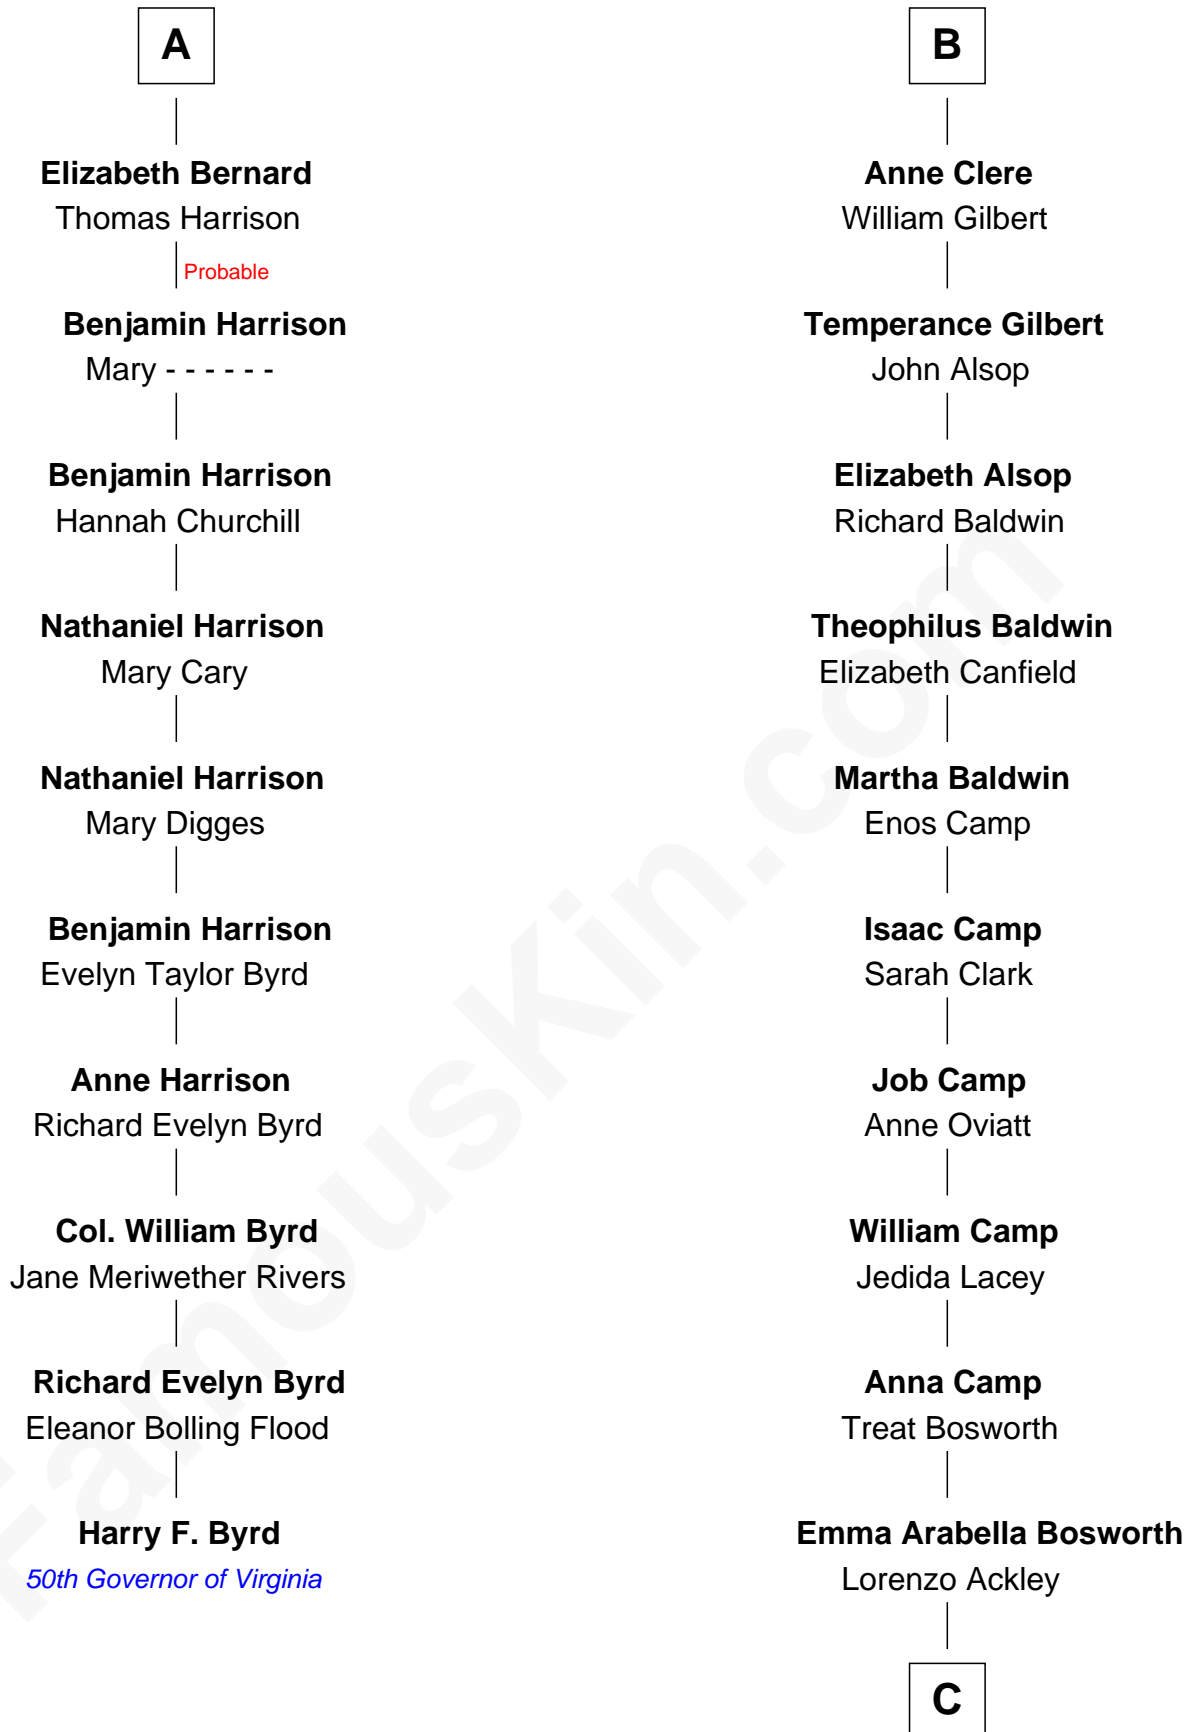 A
Elizabeth Bernard
Thomas Harrison
Probable
Benjamin Harrison
Mary - - - - - -
Benjamin Harrison
Hannah Churchill
Nathaniel Harrison
Mary Cary
Nathaniel Harrison
Mary Digges
Benjamin Harrison
Evelyn Taylor Byrd
Anne Harrison
Richard Evelyn Byrd
Col. William Byrd
Jane Meriwether Rivers
Richard Evelyn Byrd
Eleanor Bolling Flood
Harry F. Byrd
50th Governor of Virginia
B
Anne Clere
William Gilbert
Temperance Gilbert
John Alsop
Elizabeth Alsop
Richard Baldwin
Theophilus Baldwin
Elizabeth Canfield
Martha Baldwin
Enos Camp
Isaac Camp
Sarah Clark
Job Camp
Anne Oviatt
William Camp
Jedida Lacey
Anna Camp
Treat Bosworth
Emma Arabella Bosworth
Lorenzo Ackley
C
FamousKin.com